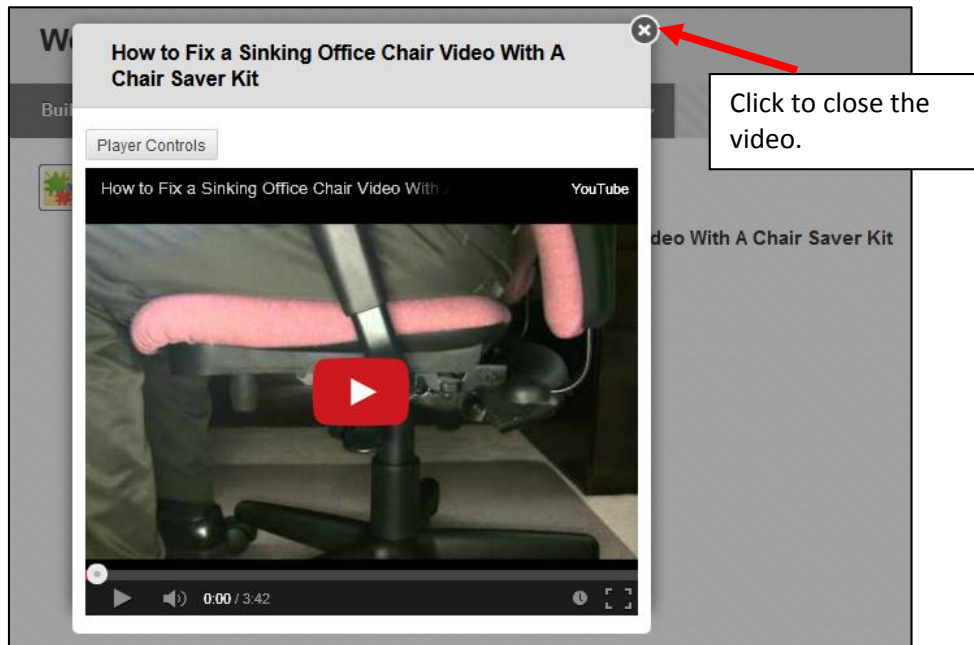 How to Fix a Sinking Office Chair Video With A
Chair Saver Kit
Click to close the
video.
Player Controls
How to Fix a Sinking Office Chair Video With
YouTube
deo With A Chair Saver Kit
0:00 / 3:42